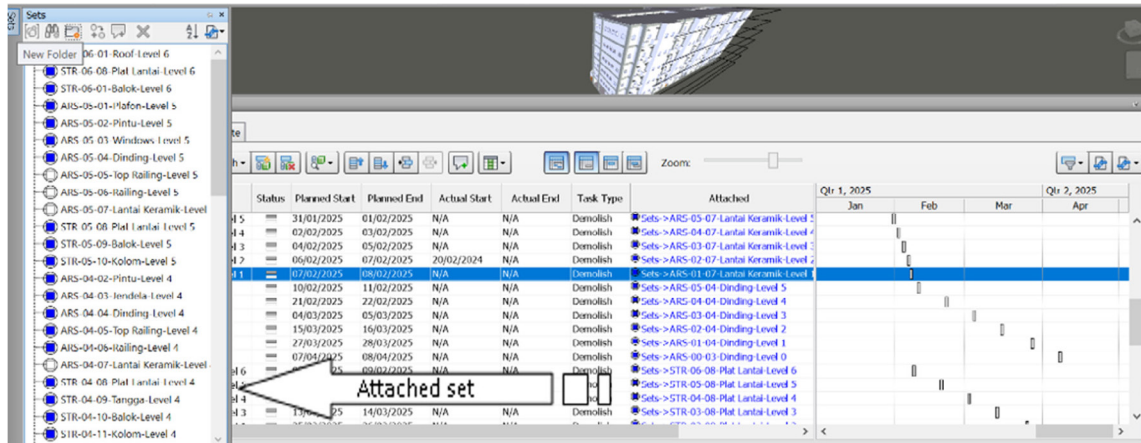 Sets
Sets
New Folder
06-01-Roof-Level 6
STR-06-08-Plat Lantai-Level 6
STR-06-01-Balok-Level 6
ARS-05-01-Plafon-Level 5
ARS-05-02-Pintu-Level 5
ARS-05-03-Windows-Level 5
ARS-05-04-Dinding-Level 5
ARS-05-05-Top Railing-Level 5
ARS-05-06-Railing-Level 5
ARS-05-07-Lantai Keramik-Level
STR-05-08-Plat Lantai-Level 5
STR-05-09-Balok-Level 5
STR-05-10-Kolom-Level 5
ARS-04-02-Pintu-Level 4
ARS-04-03-Jendela-Level 4
ARS-04-04-Dinding-Level 4
ARS-04-05-Top Railing-Level 4
ARS-04-06-Railing-Level 4
ARS-04-07-Lantai Keramik-Level
STR-04-08-Plat Lantai-Level 4
STR-04-09-Tangga-Level 4
STR-04-10-Balok-Level 4
STR-04-11-Kolom-Level 4
Zoom:
Status Planned Start Planned End Actual Start Actual End Task Type Attached Qtr 1, 2025 Qtr 2, 2025
Jan Feb Mar Apr
l 5 31/01/2025 01/02/2025 N/A N/A Demolish Sets->ARS-05-07-Lantai Keramik-Level 5
l 4 02/02/2025 03/02/2025 N/A N/A Demolish Sets->ARS-04-07-Lantai Keramik-Level 4
l 3 04/02/2025 05/02/2025 N/A N/A Demolish Sets->ARS-03-07-Lantai Keramik-Level 3
l 2 06/02/2025 07/02/2025 20/02/2024 N/A Demolish Sets->ARS-02-07-Lantai Keramik-Level 2
l 1 07/02/2025 08/02/2025 N/A N/A Demolish Sets->ARS-01-07-Lantai Keramik-Level 1
10/02/2025 11/02/2025 N/A N/A Demolish Sets->ARS-05-04-Dinding-Level 5
21/02/2025 22/02/2025 N/A N/A Demolish Sets->ARS-04-04-Dinding-Level 4
04/03/2025 05/03/2025 N/A N/A Demolish Sets->ARS-03-04-Dinding-Level 3
15/03/2025 16/03/2025 N/A N/A Demolish Sets->ARS-02-04-Dinding-Level 2
27/03/2025 28/03/2025 N/A N/A Demolish Sets->ARS-01-04-Dinding-Level 1
07/04/2025 08/04/2025 N/A N/A Demolish Sets->ARS-00-03-Dinding-Level 0
l 6 09/02/2025 N/A N/A Demolish Sets->STR-06-08-Plat Lantai-Level 6
Sets->STR-05-08-Plat Lantai-Level 5
Attached set
Sets->STR-04-08-Plat Lantai-Level 4
l 3 14/03/2025 N/A N/A Demolish Sets->STR-03-08-Plat Lantai-Level 3